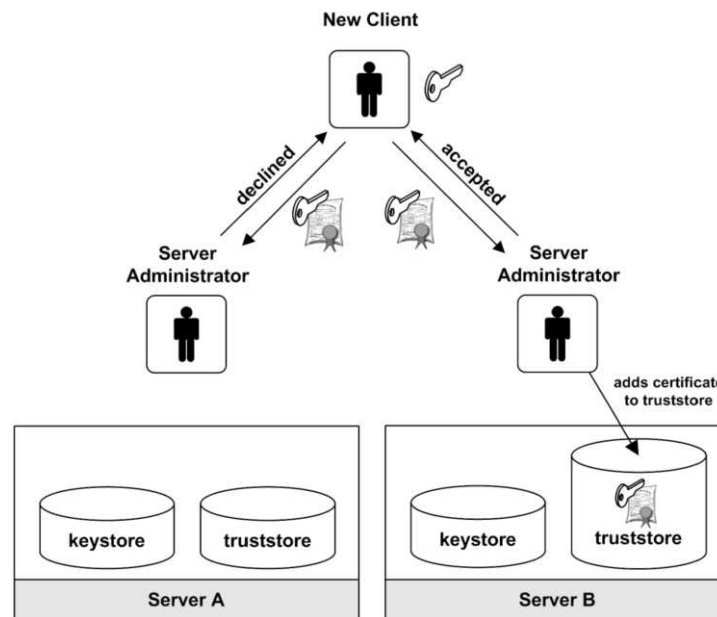 New Client
declined
accepted
Server
Administrator
Server
Administrator
adds certificate
to truststore
keystore
truststore
keystore
truststore
Server A
Server B